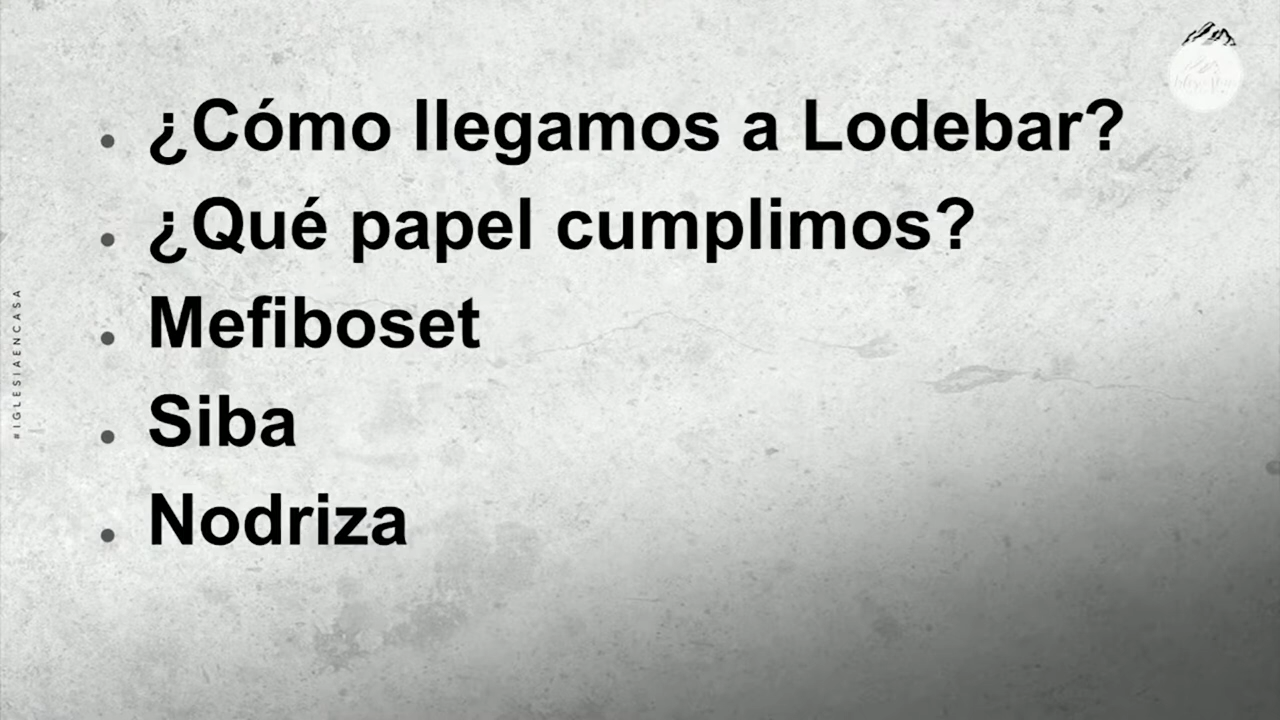 • ¿Cómo llegamos a Lodebar?
• ¿Qué papel cumplimos?
• Mefiboset
• Siba
• Nodriza
#IGLESIAENCASA